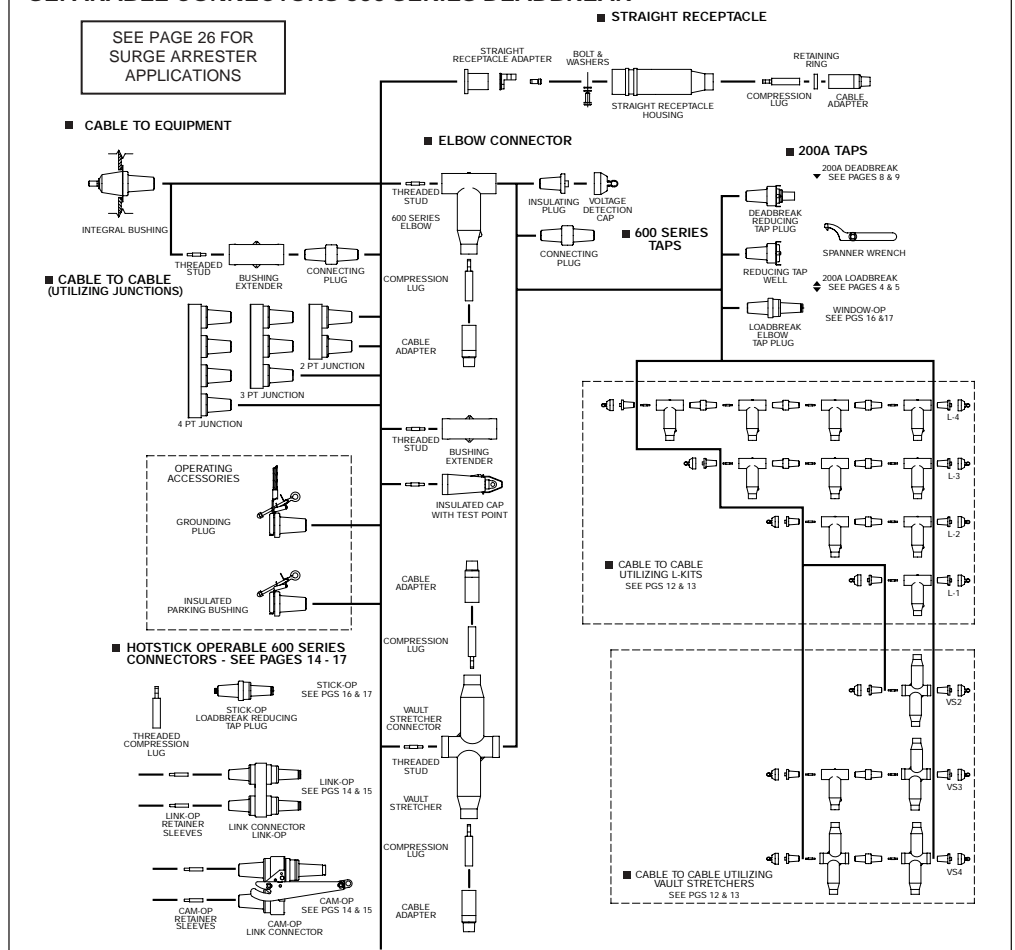 SEPARABLE CONNECTORS 600 SERIES DEADBREAK
■ STRAIGHT RECEPTACLE
SEE PAGE 26 FOR
SURGE ARRESTER
APPLICATIONS
STRAIGHT
RECEPTACLE ADAPTER
BOLT &
WASHERS
STRAIGHT RECEPTACLE
HOUSING
COMPRESSION
LUG
RETAINING
RING
CABLE
ADAPTER
■ CABLE TO EQUIPMENT
INTEGRAL BUSHING
THREADED
STUD
BUSHING
EXTENDER
CONNECTING
PLUG
■ ELBOW CONNECTOR
THREADED
STUD
600 SERIES
ELBOW
INSULATING
PLUG
VOLTAGE
DETECTION
CAP
CONNECTING
PLUG
■ 600 SERIES
TAPS
COMPRESSION
LUG
CABLE
ADAPTER
■ 200A TAPS
200A DEADBREAK
▼ SEE PAGES 8 & 9
DEADBREAK
REDUCING
TAP PLUG
SPANNER WRENCH
REDUCING TAP
WELL
200A LOADBREAK
SEE PAGES 4 & 5
LOADBREAK
ELBOW
TAP PLUG
WINDOW-OP
SEE PGS 16 &17
■ CABLE TO CABLE
(UTILIZING JUNCTIONS)
2 PT JUNCTION
3 PT JUNCTION
4 PT JUNCTION
THREADED
STUD
BUSHING
EXTENDER
INSULATED CAP
WITH TEST POINT
OPERATING
ACCESSORIES
GROUNDING
PLUG
INSULATED
PARKING BUSHING
L-4
L-3
L-2
L-1
■ CABLE TO CABLE
UTILIZING L-KITS
SEE PGS 12 & 13
CABLE
ADAPTER
COMPRESSION
LUG
VAULT
STRETCHER
CONNECTOR
THREADED
STUD
VAULT
STRETCHER
COMPRESSION
LUG
CABLE
ADAPTER
■ HOTSTICK OPERABLE 600 SERIES
CONNECTORS - SEE PAGES 14 - 17
THREADED
COMPRESSION
LUG
STICK-OP
LOADBREAK REDUCING
TAP PLUG
STICK-OP
SEE PGS 16 & 17
LINK-OP
RETAINER
SLEEVES
LINK CONNECTOR
LINK-OP
LINK-OP
SEE PGS 14 & 15
CAM-OP
RETAINER
SLEEVES
CAM-OP
LINK CONNECTOR
CAM-OP
SEE PGS 14 & 15
VS2
VS3
VS4
■ CABLE TO CABLE UTILIZING
VAULT STRETCHERS
SEE PGS 12 & 13